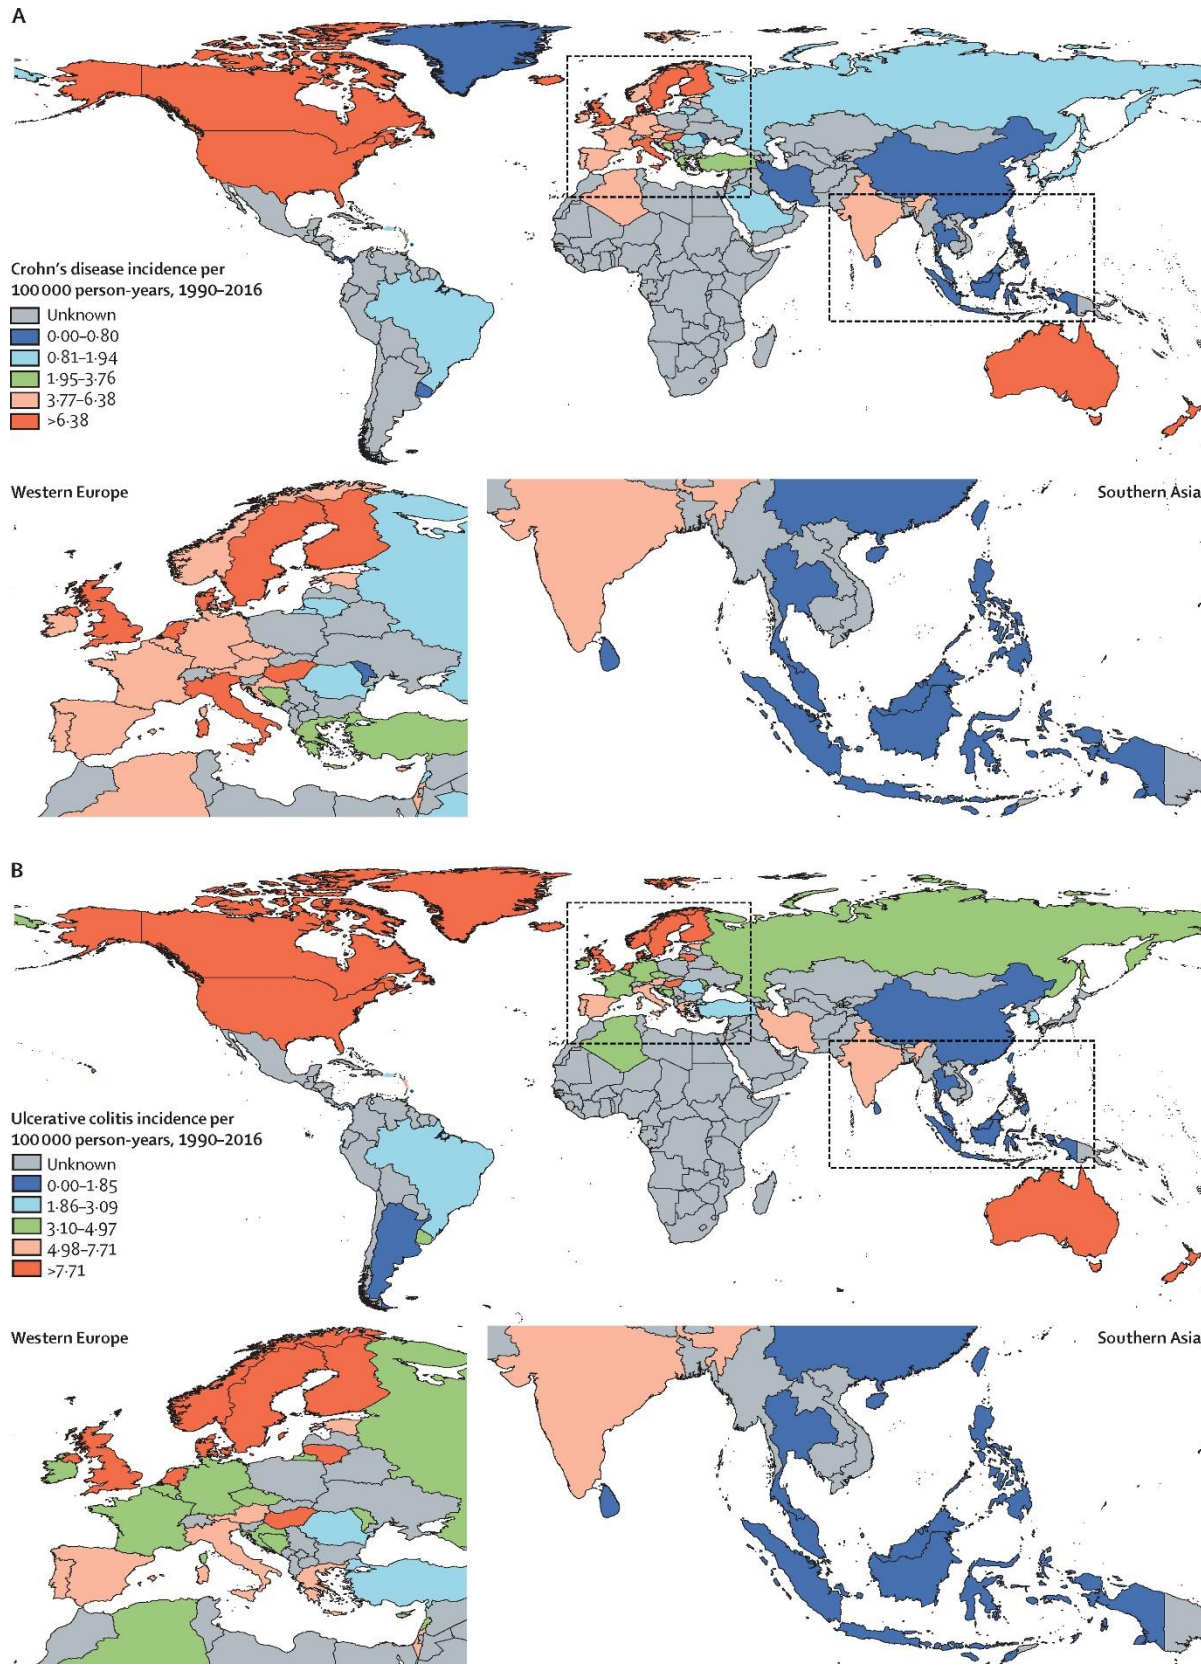 A
Crohn's disease incidence per
100 000 person-years, 1990–2016
Unknown
0·00–0·80
0·81–1·94
1·95–3·76
3·77–6·38
>6·38
Western Europe
Southern Asia
B
Ulcerative colitis incidence per
100 000 person-years, 1990–2016
Unknown
0·00–1·85
1·86–3·09
3·10–4·97
4·98–7·71
>7·71
Western Europe
Southern Asia